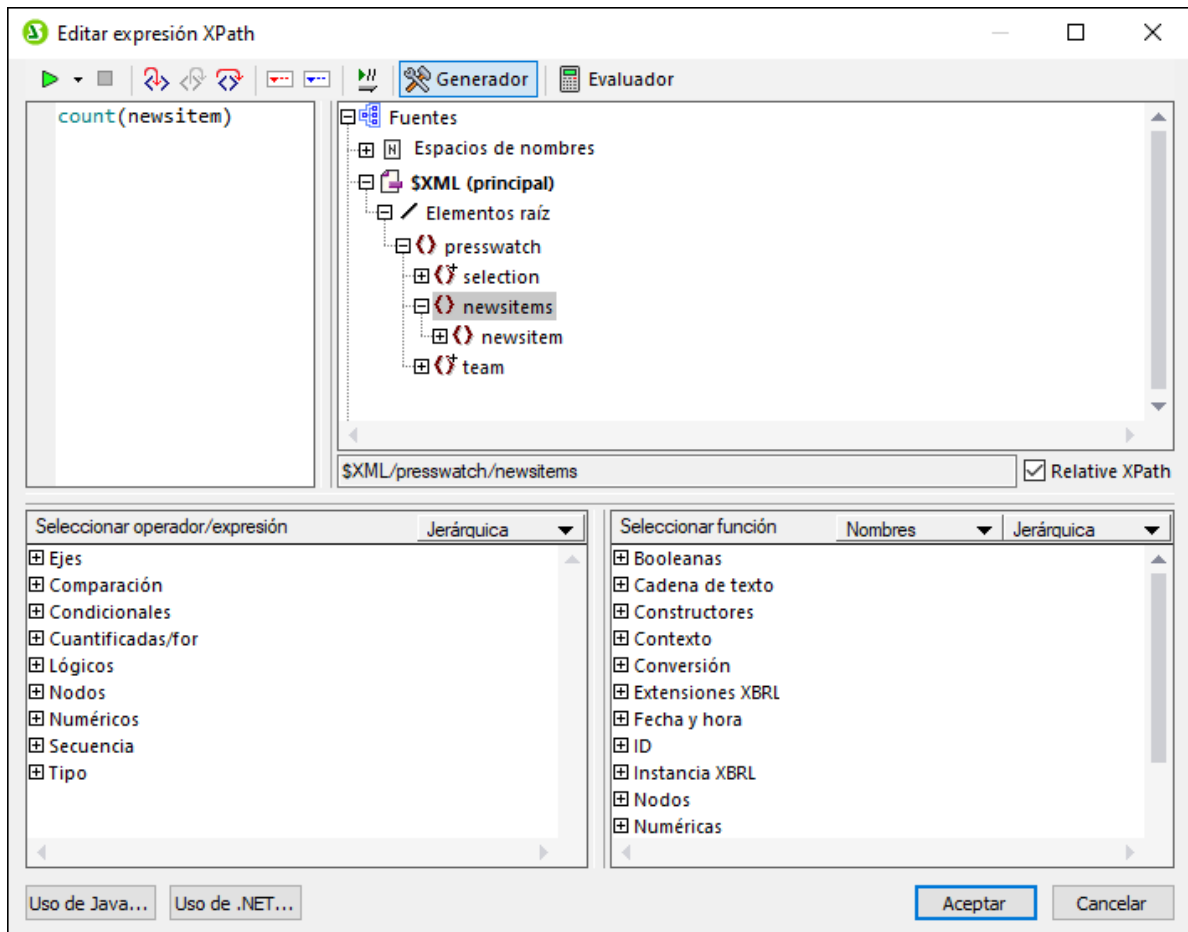 Editar expresión XPath
Generador
Evaluador
count(newsitem)
Fuentes
Espacios de nombres
$XML (principal)
Elementos raíz
presswatch
selection
newsitems
newsitem
team
$XML/presswatch/newsitems
Relative XPath
Seleccionar operador/expresión
Jerárquica
Ejes
Comparación
Condicionales
Cuantificadas/for
Lógicos
Nodos
Numéricos
Secuencia
Tipo
Seleccionar función
Nombres
Jerárquica
Booleanas
Cadena de texto
Constructores
Contexto
Conversión
Extensiones XBRL
Fecha y hora
ID
Instancia XBRL
Nodos
Numéricas
Uso de Java...
Uso de .NET...
Aceptar
Cancelar